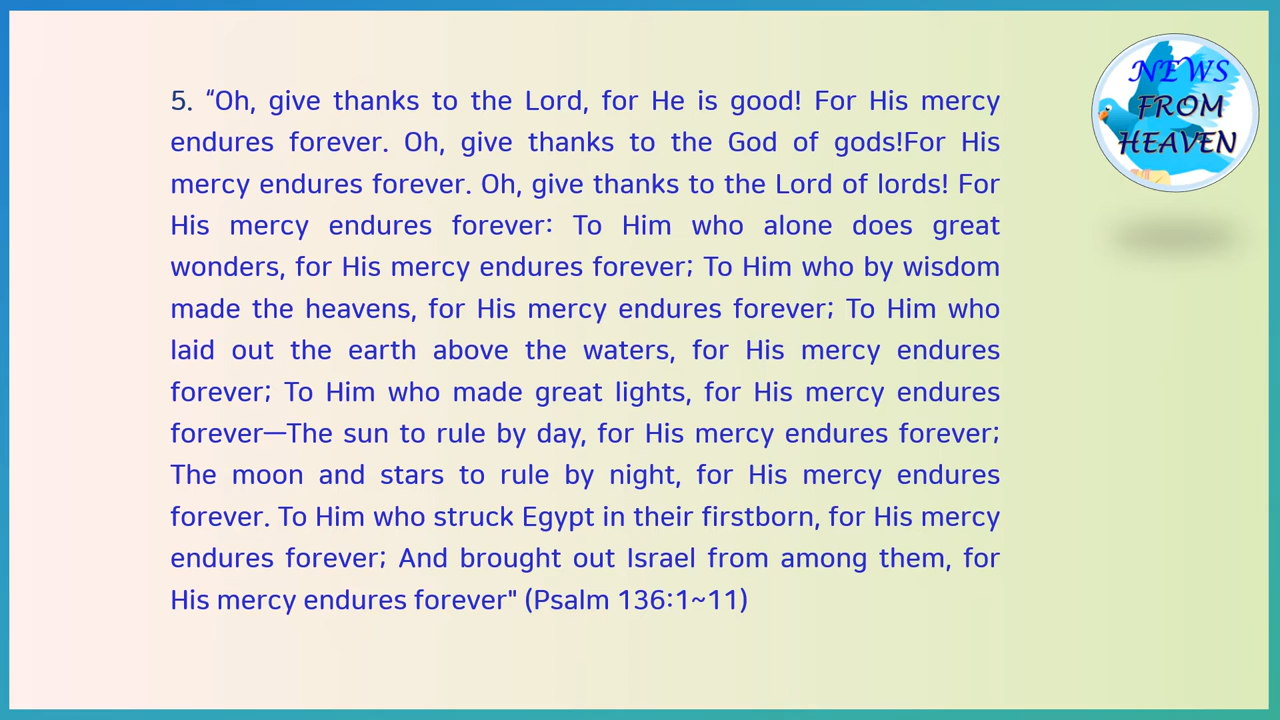 5. “Oh, give thanks to the Lord, for He is good! For His mercy
endures forever. Oh, give thanks to the God of gods!For His
mercy endures forever. Oh, give thanks to the Lord of lords! For
His mercy endures forever: To Him who alone does great
wonders, for His mercy endures forever; To Him who by wisdom
made the heavens, for His mercy endures forever; To Him who
laid out the earth above the waters, for His mercy endures
forever; To Him who made great lights, for His mercy endures
forever—The sun to rule by day, for His mercy endures forever;
The moon and stars to rule by night, for His mercy endures
forever. To Him who struck Egypt in their firstborn, for His mercy
endures forever; And brought out Israel from among them, for
His mercy endures forever" (Psalm 136:1~11)
NEWS
FROM
HEAVEN